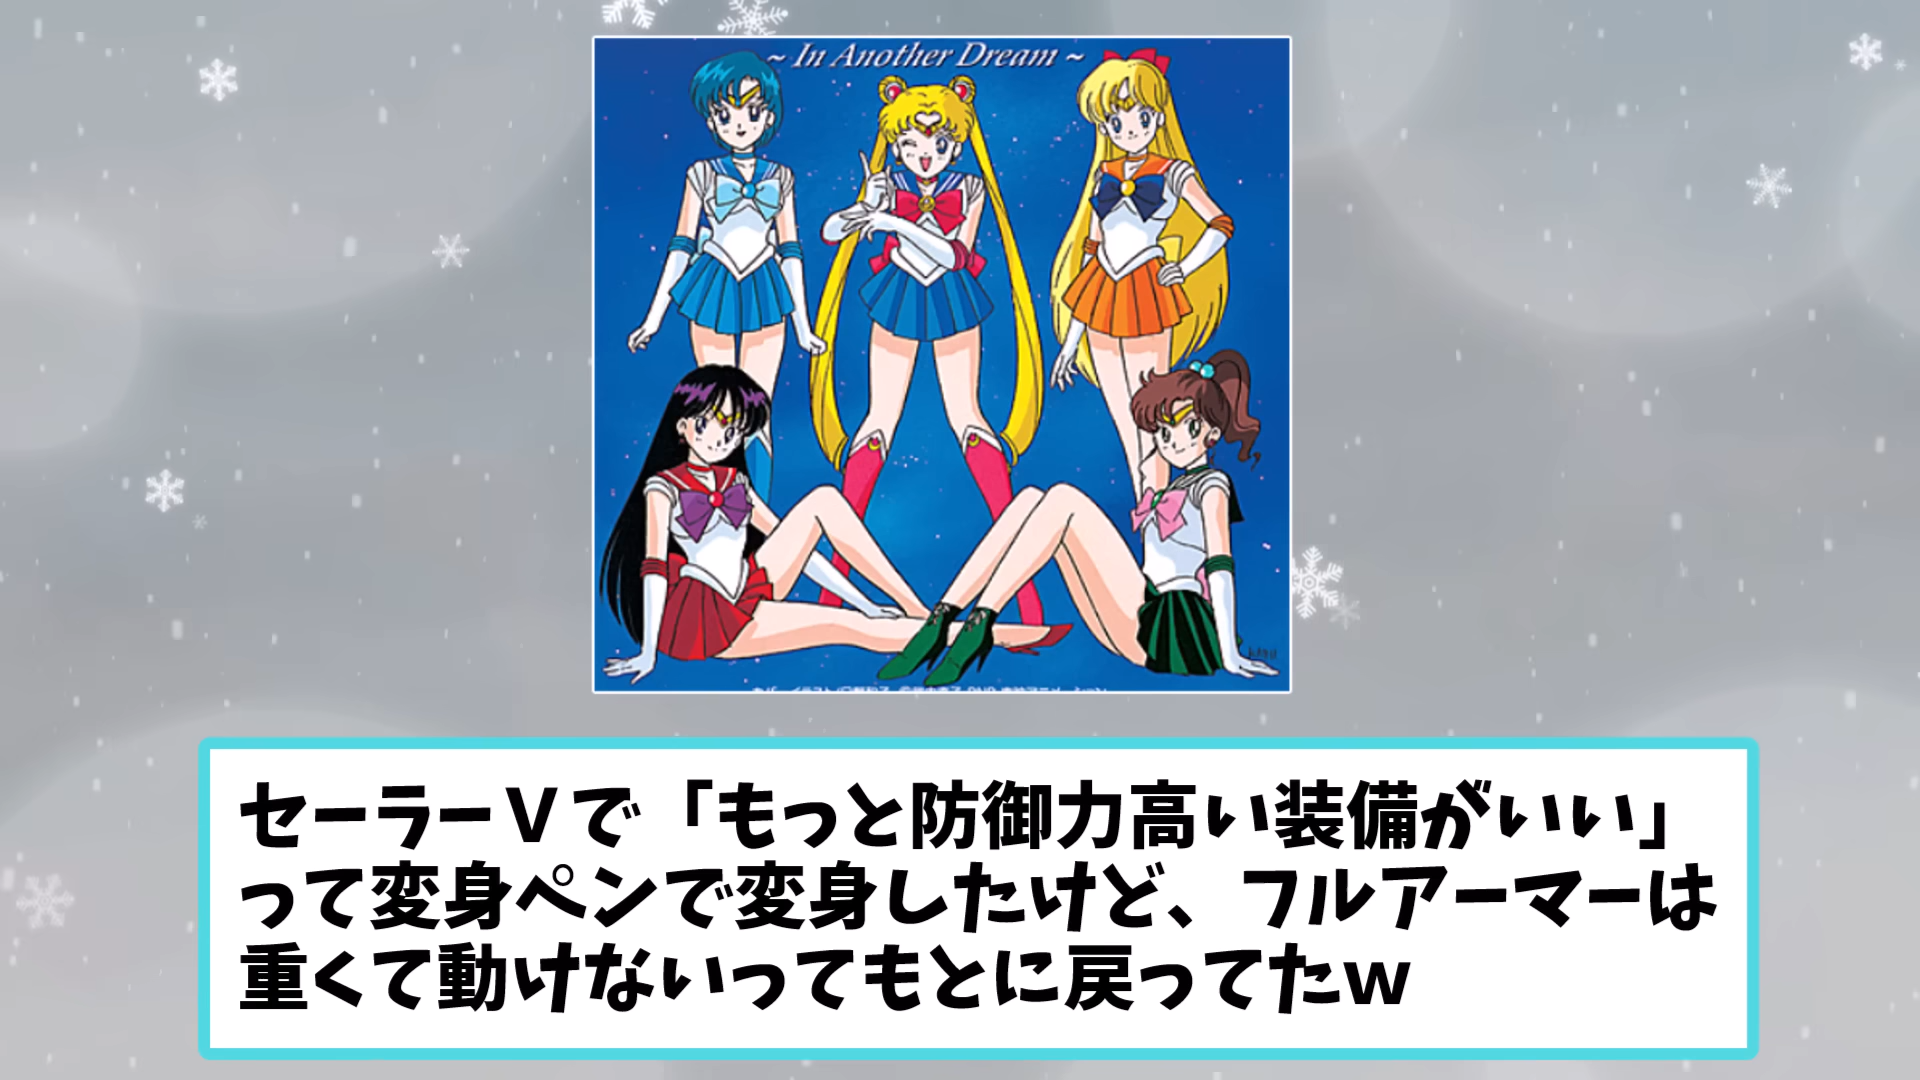 ~ In Another Dream ~
セーラーVで「もっと防御力高い装備がいい」
って変身ペンで変身したけど、フルアーマーは
重くて動けないってもとに戻ってたw